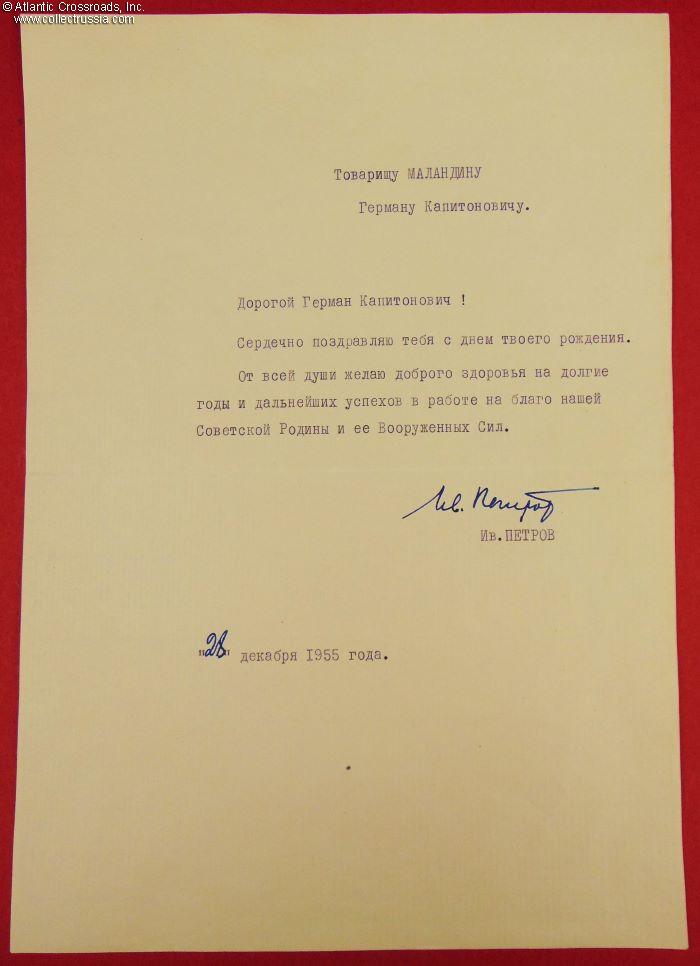 © Atlantic Crossroads, Inc.
www.collectrussia.com
Товарищу МАЛАНДИНУ
Герману Капитоновичу.
Дорогой Герман Капитонович !
Сердечно поздравляю тебя с днем твоего рождения.
От всей души желаю доброго здоровья на долгие
годы и дальнейших успехов в работе на благо нашей
Советской Родины и ее Вооруженных Сил.
Ив. Петров
Ив.ПЕТРОВ
"28" декабря 1955 года.